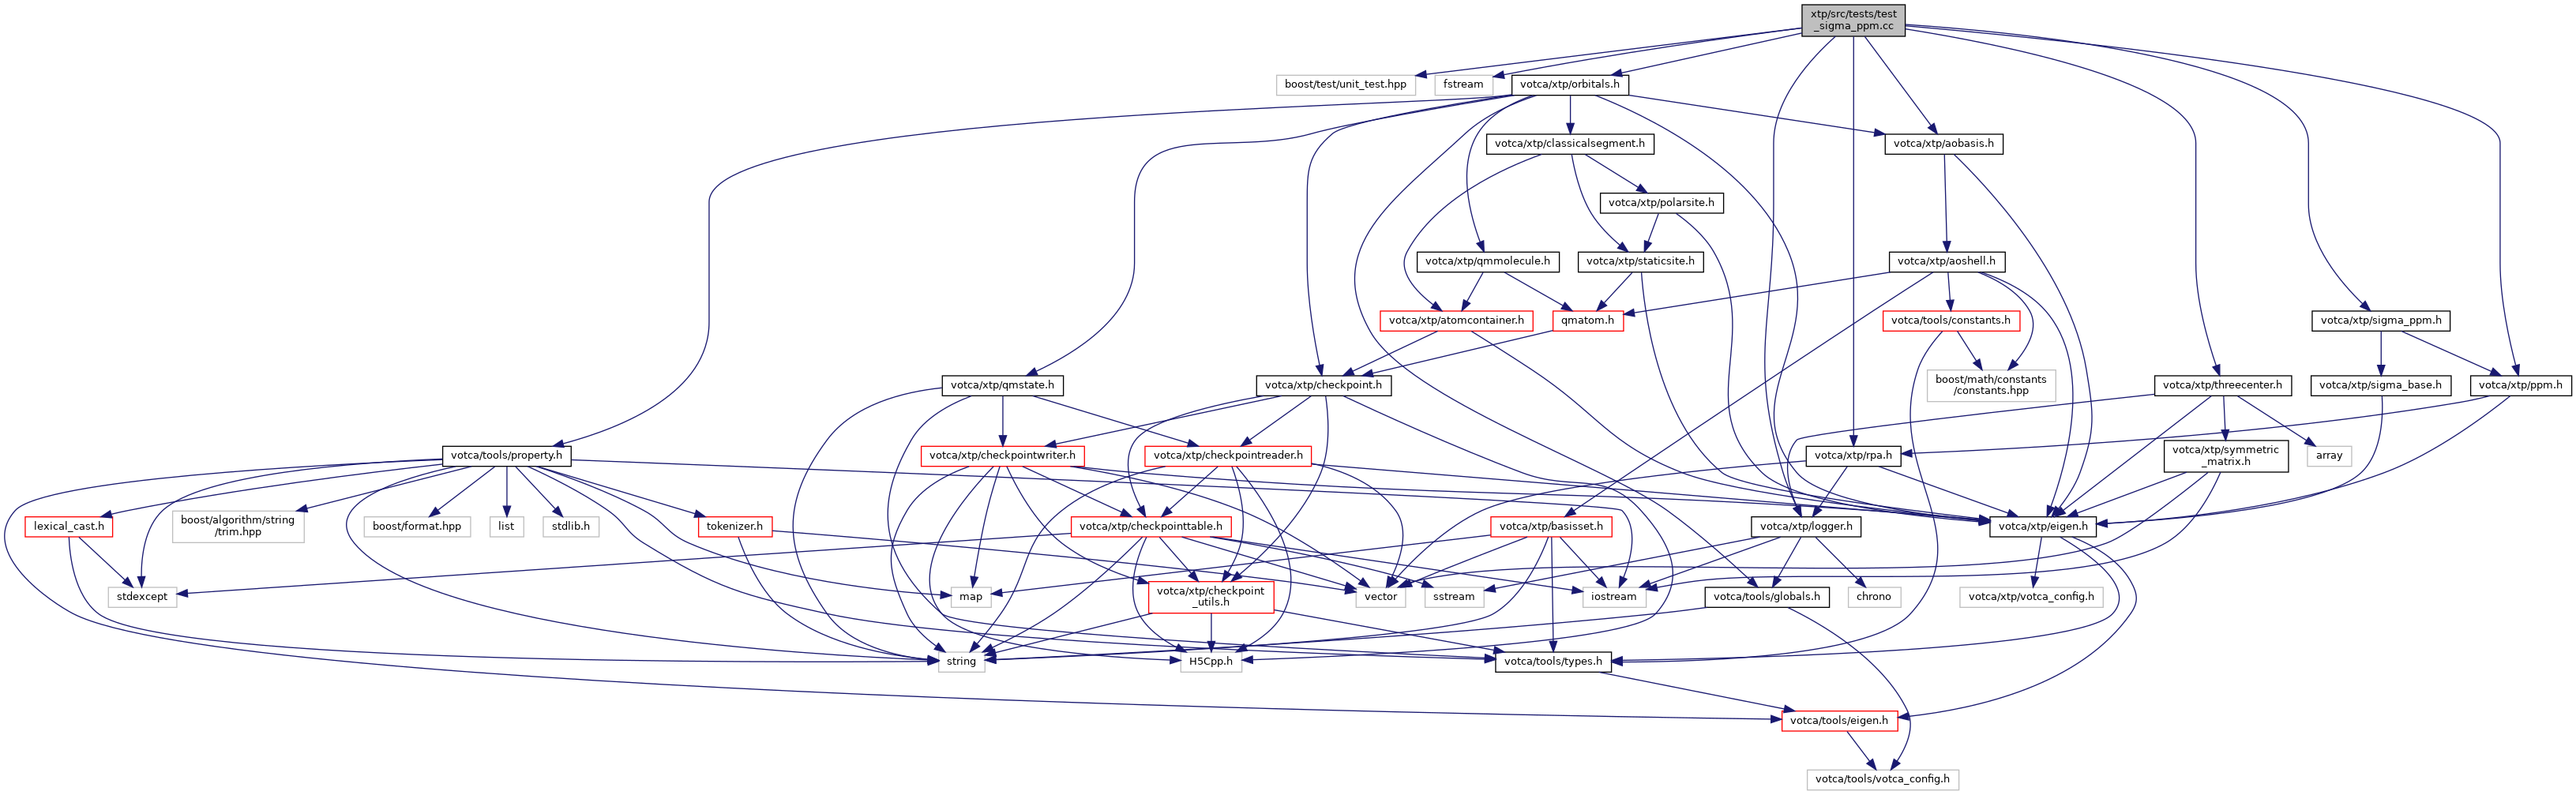 xtp/src/tests/test
_sigma_ppm.cc
boost/test/unit_test.hpp
fstream
votca/xtp/orbitals.h
votca/xtp/classicalsegment.h
votca/xtp/aobasis.h
votca/xtp/polarsite.h
votca/xtp/qmmolecule.h
votca/xtp/staticsite.h
votca/xtp/aoshell.h
votca/xtp/atomcontainer.h
qmatom.h
votca/tools/constants.h
votca/xtp/sigma_ppm.h
votca/xtp/qmstate.h
votca/xtp/checkpoint.h
boost/math/constants
/constants.hpp
votca/xtp/threecenter.h
votca/xtp/sigma_base.h
votca/xtp/ppm.h
votca/tools/property.h
votca/xtp/checkpointwriter.h
votca/xtp/checkpointreader.h
votca/xtp/rpa.h
votca/xtp/symmetric
_matrix.h
array
lexical_cast.h
boost/algorithm/string
/trim.hpp
boost/format.hpp
list
stdlib.h
tokenizer.h
votca/xtp/checkpointtable.h
votca/xtp/basisset.h
votca/xtp/logger.h
votca/xtp/eigen.h
stdexcept
map
votca/xtp/checkpoint
_utils.h
vector
sstream
iostream
votca/tools/globals.h
chrono
votca/xtp/votca_config.h
string
H5Cpp.h
votca/tools/types.h
votca/tools/eigen.h
votca/tools/votca_config.h